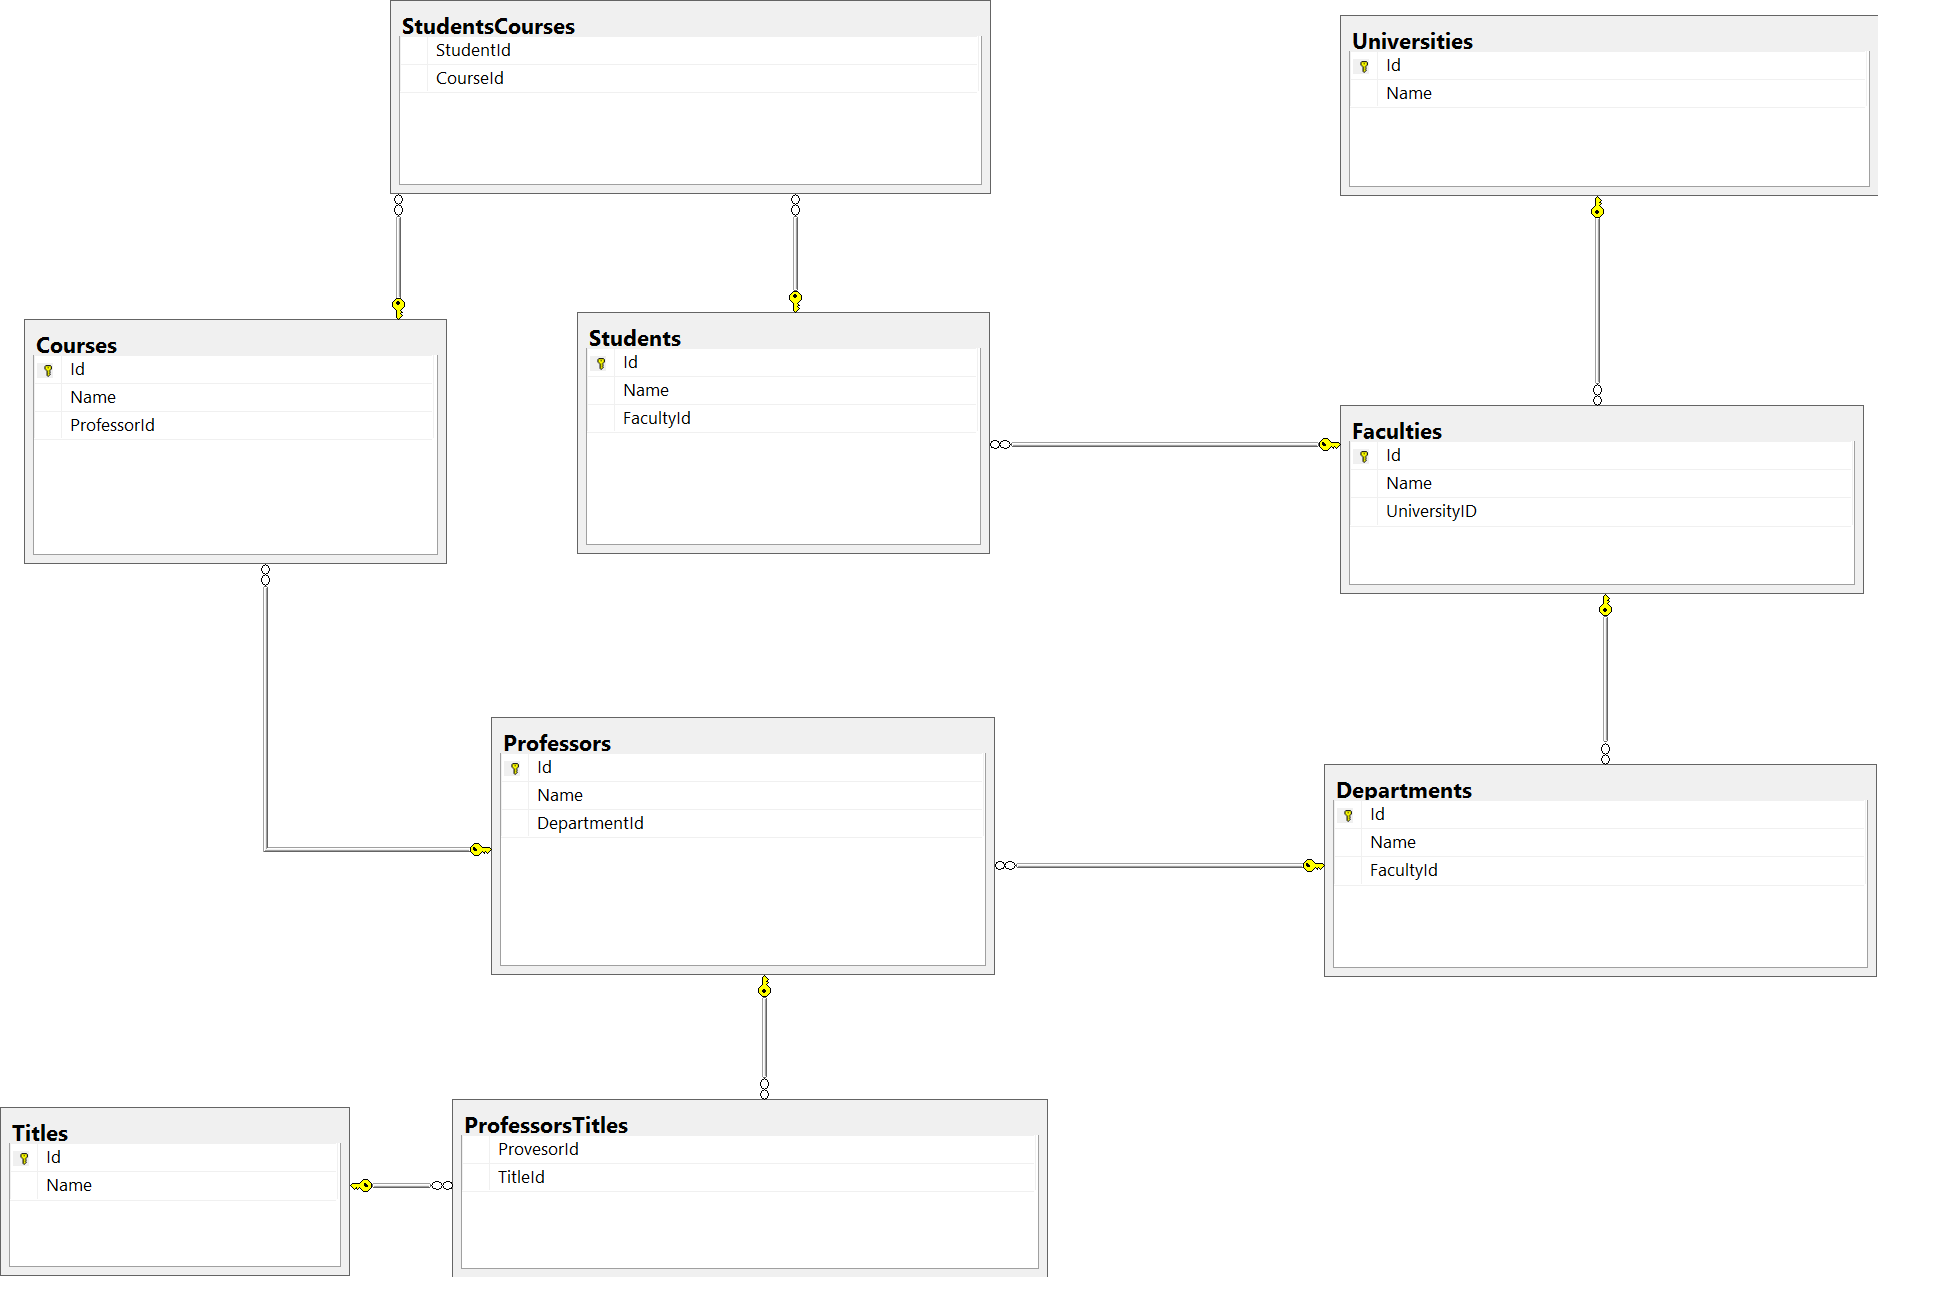 StudentsCourses
StudentId
CourseId
Universities
Id
Name
Courses
Id
Name
ProfessorId
Students
Id
Name
FacultyId
Faculties
Id
Name
UniversityID
Professors
Id
Name
DepartmentId
Departments
Id
Name
FacultyId
Titles
Id
Name
ProfessorsTitles
ProvesorId
TitleId